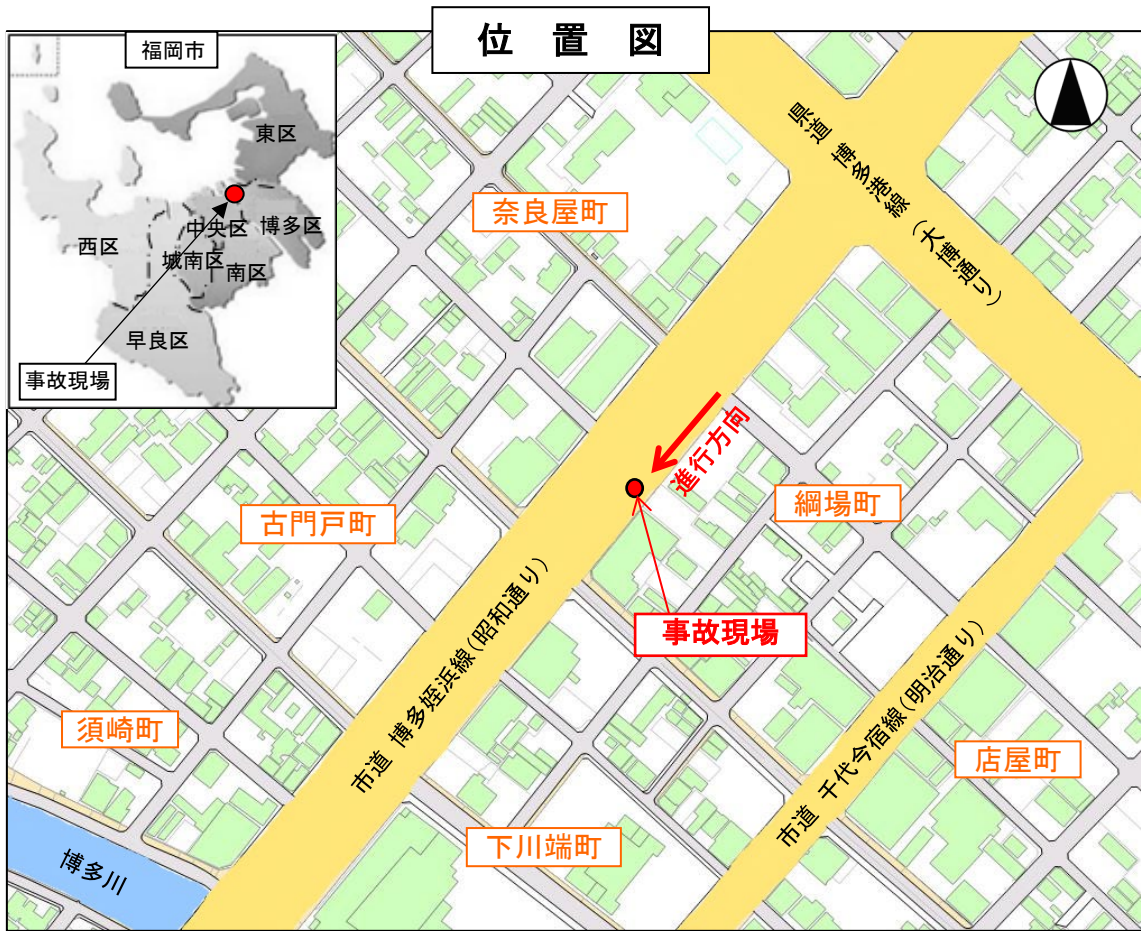 位置図
福岡市
東区
博多区
中央区
西区
城南区
南区
早良区
事故現場
県道 博多港線(大博通り)
奈良屋町
進行方向
綱場町
古門戸町
事故現場
市道 博多姪浜線(昭和通り)
市道 千代今宿線(明治通り)
須崎町
店屋町
下川端町
博多川